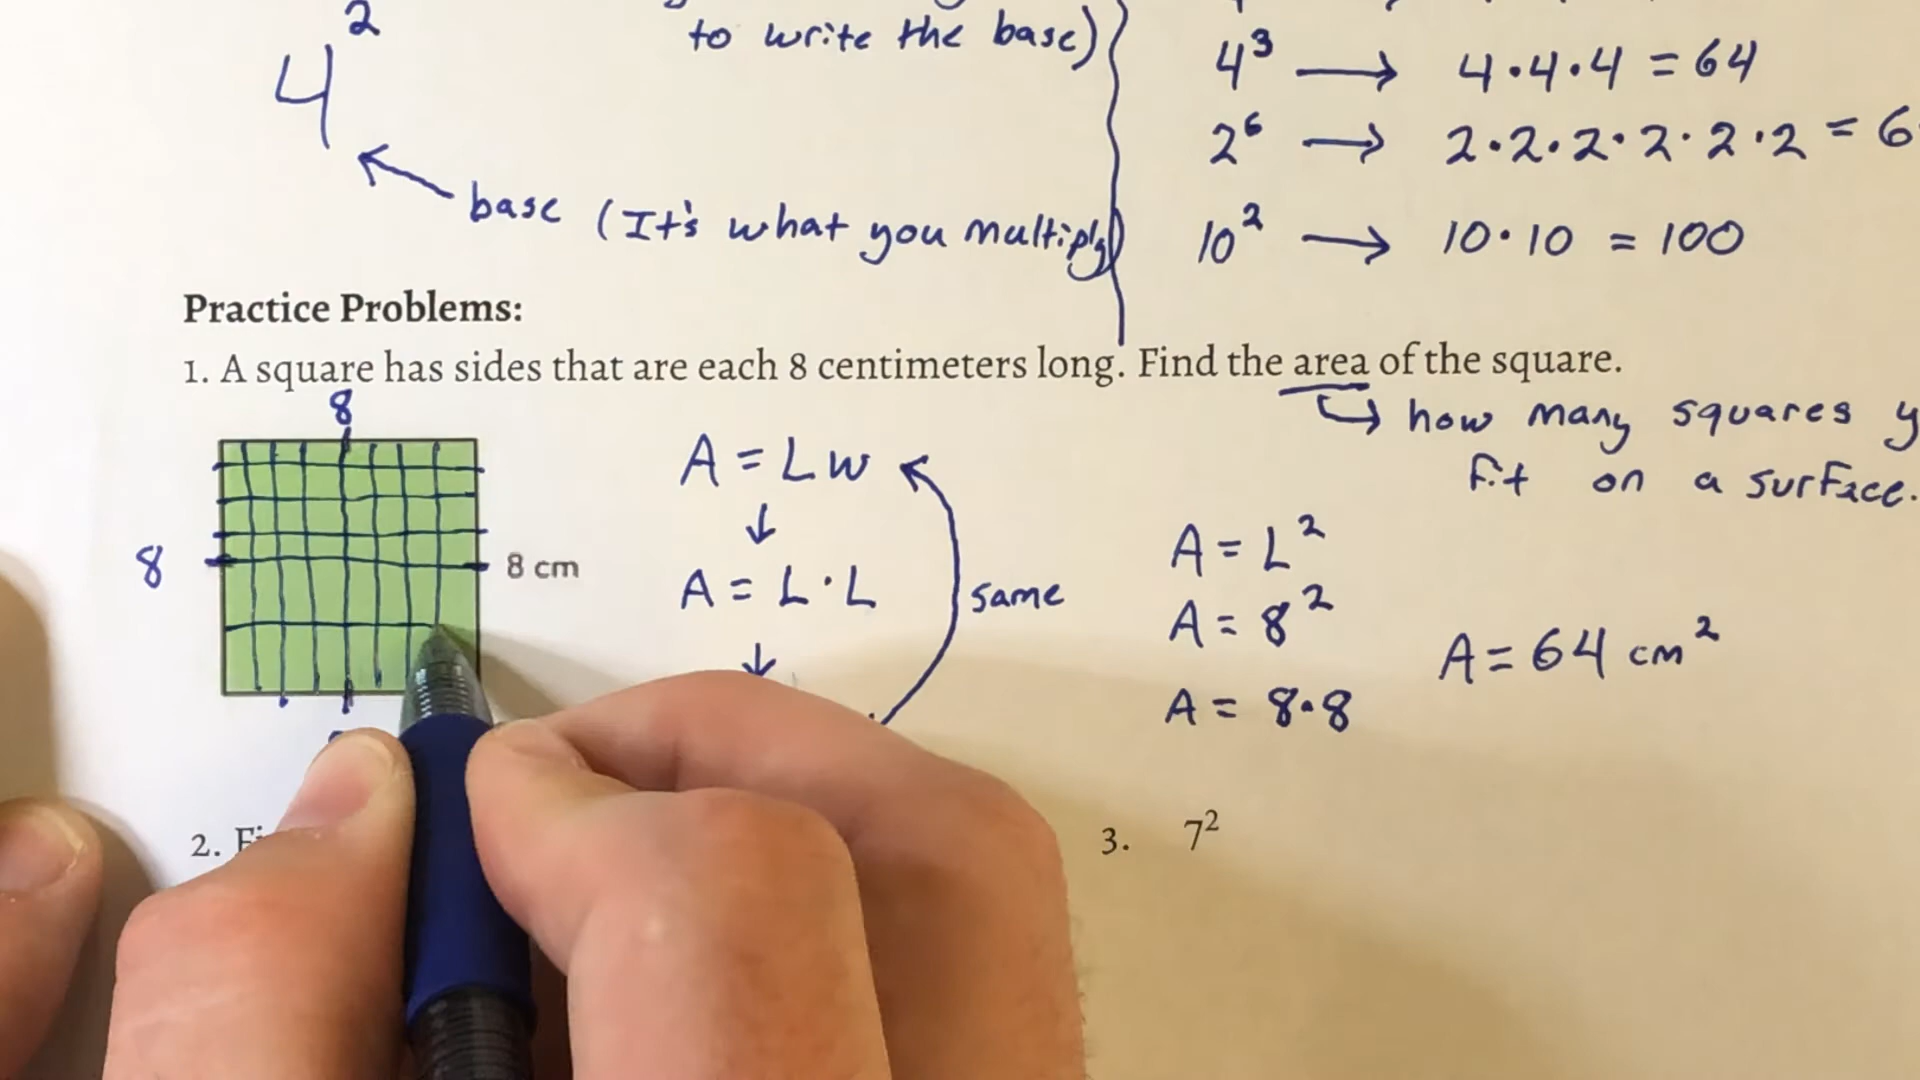 4²
to write the base)
base (It's what you multiply)
4³ → 4·4·4 = 64
2⁶ → 2·2·2·2·2·2 = 6
10² → 10·10 = 100
Practice Problems:
1. A square has sides that are each 8 centimeters long. Find the area of the square.
how many squares y
fit on a surface.
8
8
8 cm
A = LW
↓
A = L·L
↓
same
A = L²
A = 8²
A = 8·8
A = 64 cm²
2.
3. 7²